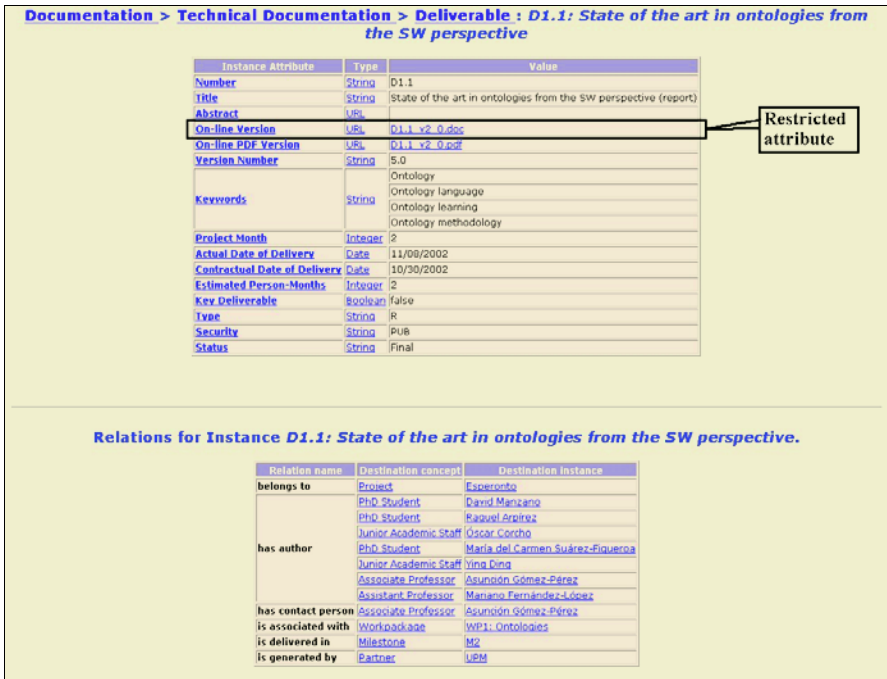 Documentation > Technical Documentation > Deliverable : D1.1: State of the art in ontologies from
the SW perspective
Instance Attribute Type Value
Number String D1.1
Title String State of the art in ontologies from the SW perspective (report)
Abstract URL
On-line Version URL D1.1_v2_0.doc
Restricted
attribute
On-line PDF Version URL D1.1_v2_0.pdf
Version Number String 5.0
Keywords String Ontology
Ontology language
Ontology learning
Ontology methodology
Project Month Integer 2
Actual Date of Delivery Date 11/08/2002
Contractual Date of Delivery Date 10/30/2002
Estimated Person-Months Integer 2
Key Deliverable Boolean false
Type String R
Security String PUB
Status String Final
Relations for Instance D1.1: State of the art in ontologies from the SW perspective.
Relation name Destination concept Destination instance
belongs to Project Esperonto
has author PhD Student David Manzano
PhD Student Raquel Arpírez
Junior Academic Staff Óscar Corcho
PhD Student María del Carmen Suárez-Figueroa
Junior Academic Staff Ying Ding
Associate Professor Asunción Gómez-Pérez
Assistant Professor Mariano Fernández-López
has contact person Associate Professor Asunción Gómez-Pérez
is associated with Workpackage WP1: Ontologies
is delivered in Milestone M2
is generated by Partner UPM